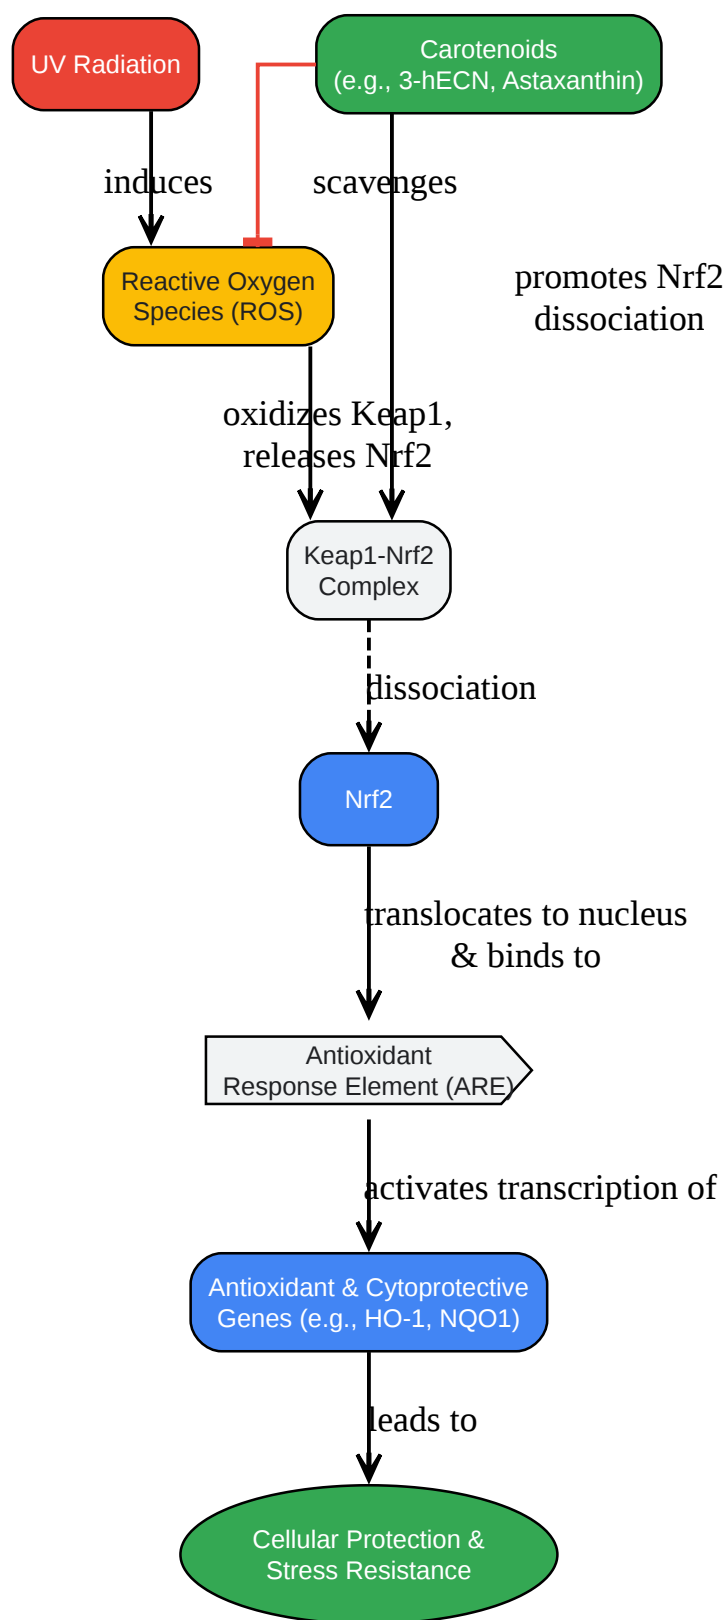 UV Radiation
Carotenoids
(e.g., 3-hECN, Astaxanthin)
induces
scavenges
promotes Nrf2
dissociation
Reactive Oxygen
Species (ROS)
oxidizes Keap1,
releases Nrf2
Keap1-Nrf2
Complex
dissociation
Nrf2
translocates to nucleus
& binds to
Antioxidant
Response Element (ARE)
activates transcription of
Antioxidant & Cytoprotective
Genes (e.g., HO-1, NQO1)
leads to
Cellular Protection &
Stress Resistance